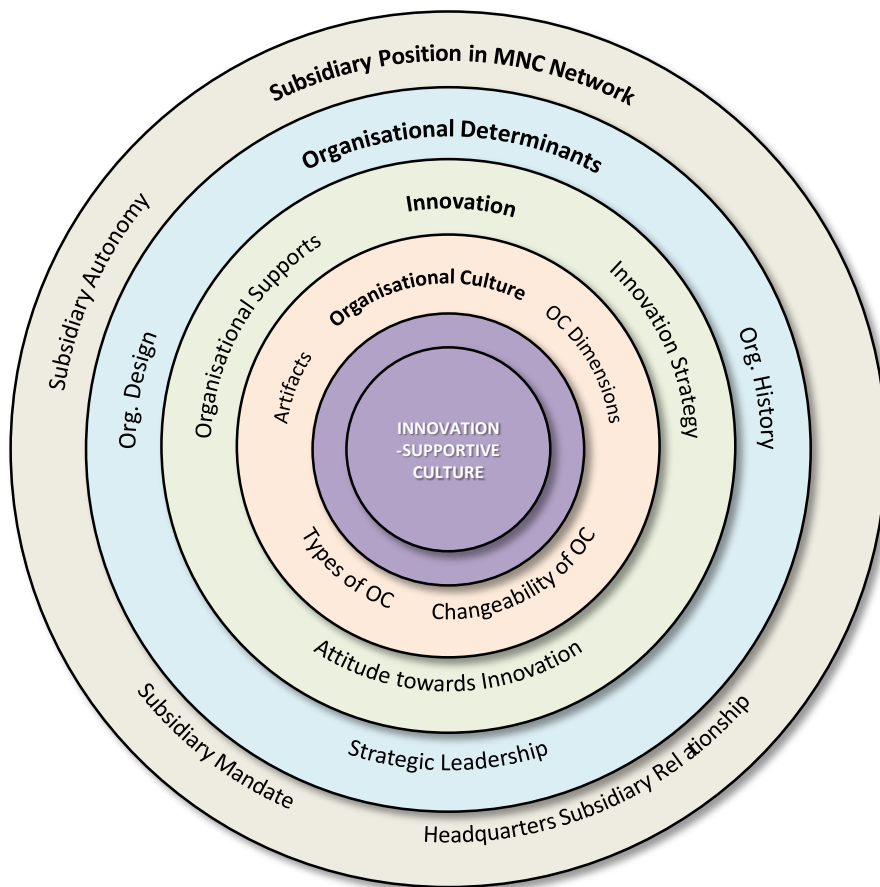 Subsidiary Position in MNC Network
Subsidiary Autonomy
Subsidiary Mandate
Headquarters Subsidiary Relationship
Organisational Determinants
Org. Design
Org. History
Strategic Leadership
Innovation
Organisational Supports
Innovation Strategy
Attitude towards Innovation
Organisational Culture
Artifacts
OC Dimensions
Types of OC
Changeability of OC
INNOVATION
-SUPPORTIVE
CULTURE